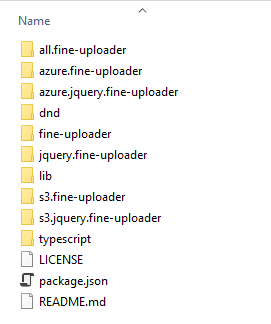 Name
all.fine-uploader
azure.fine-uploader
azure.jquery.fine-uploader
dnd
fine-uploader
jquery.fine-uploader
lib
s3.fine-uploader
s3.jquery.fine-uploader
typescript
LICENSE
package.json
README.md